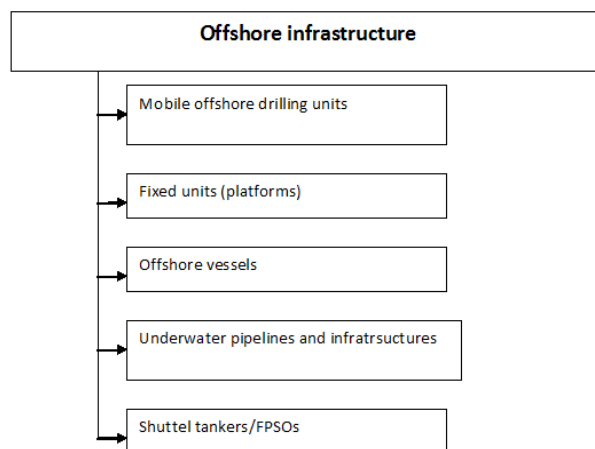 Offshore infrastructure
Mobile offshore drilling units
Fixed units (platforms)
Offshore vessels
Underwater pipelines and infratrsuctures
Shuttel tankers/FPSOs